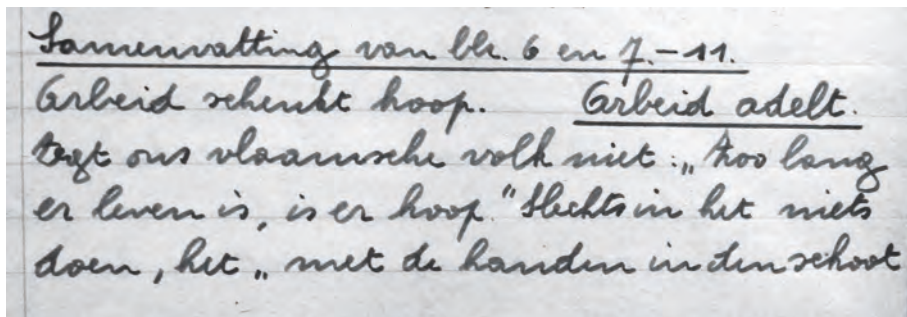 Samenvatting van blz. 6 en 7.-11.
Arbeid schenkt hoop. Arbeid adelt.
Zegt ons vlaamsche volk niet: „Zoo lang
er leven is, is er hoop." Slechts in het niets
doen, het „met de handen in den schoot